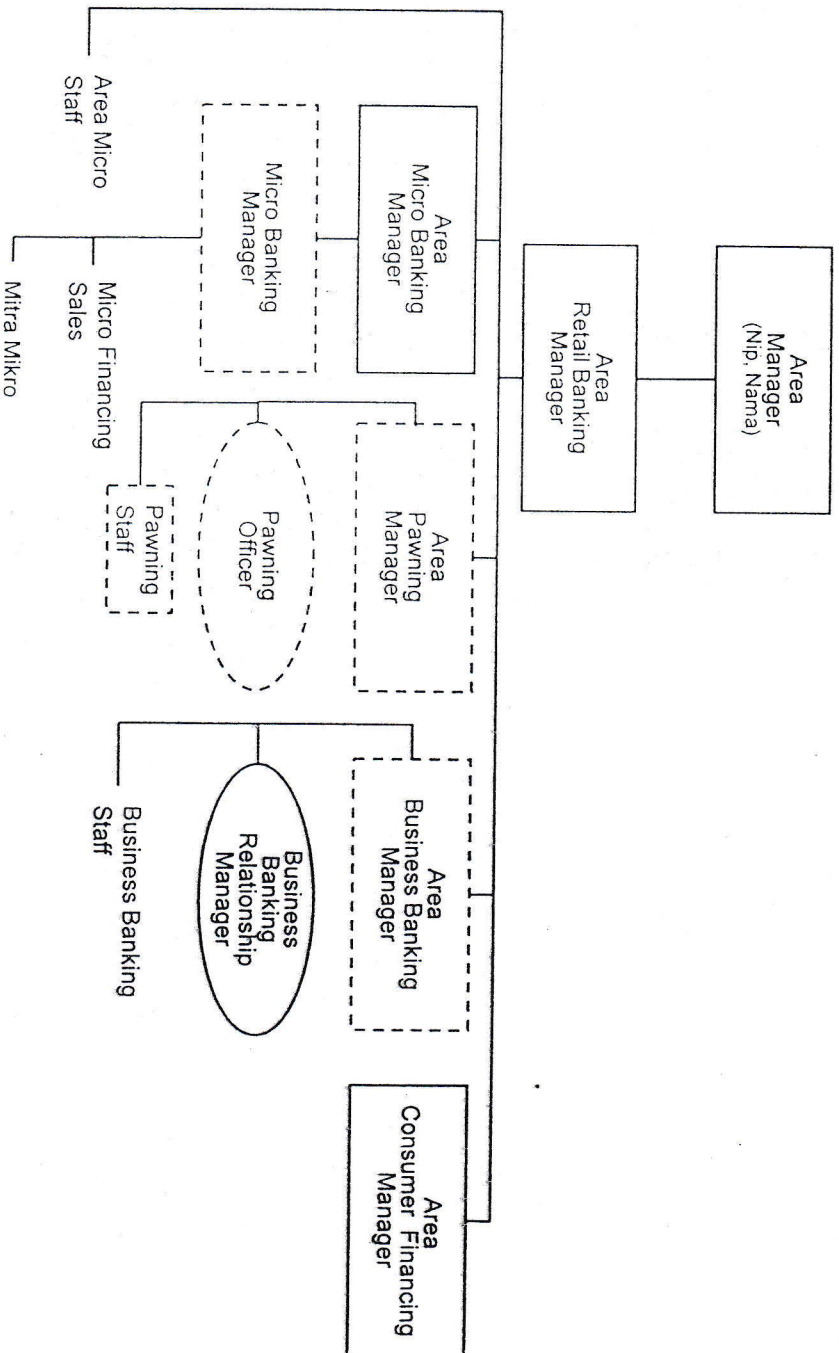 Area
Manager
(Nip, Nama)
Area
Retail Banking
Manager
Area
Micro Banking
Manager
Area
Pawning
Manager
Area
Business Banking
Manager
Area
Consumer Financing
Manager
Micro Banking
Manager
Pawning
Officer
Business
Banking
Relationship
Manager
Area Micro
Staff
Micro Financing
Sales
Pawning
Staff
Business Banking
Staff
Mitra Mikro